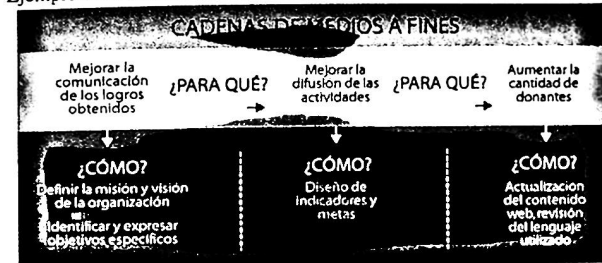 Ejemplo
CADENAS DE MEDIOS A FINES
Mejorar la
comunicación
de los logros
obtenidos
¿PARA QUÉ?
Mejorar la
difusion de las
actividades
¿PARA QUÉ?
Aumentar la
cantidad de
donantes
¿CÓMO?
Definir la misión y visión
de la organización
Identificar y expresar
objetivos específicos
¿CÓMO?
Diseño de
indicadores y
metas
¿CÓMO?
Actualización
del contenido
web, revisión
del lenguaje
utilizado